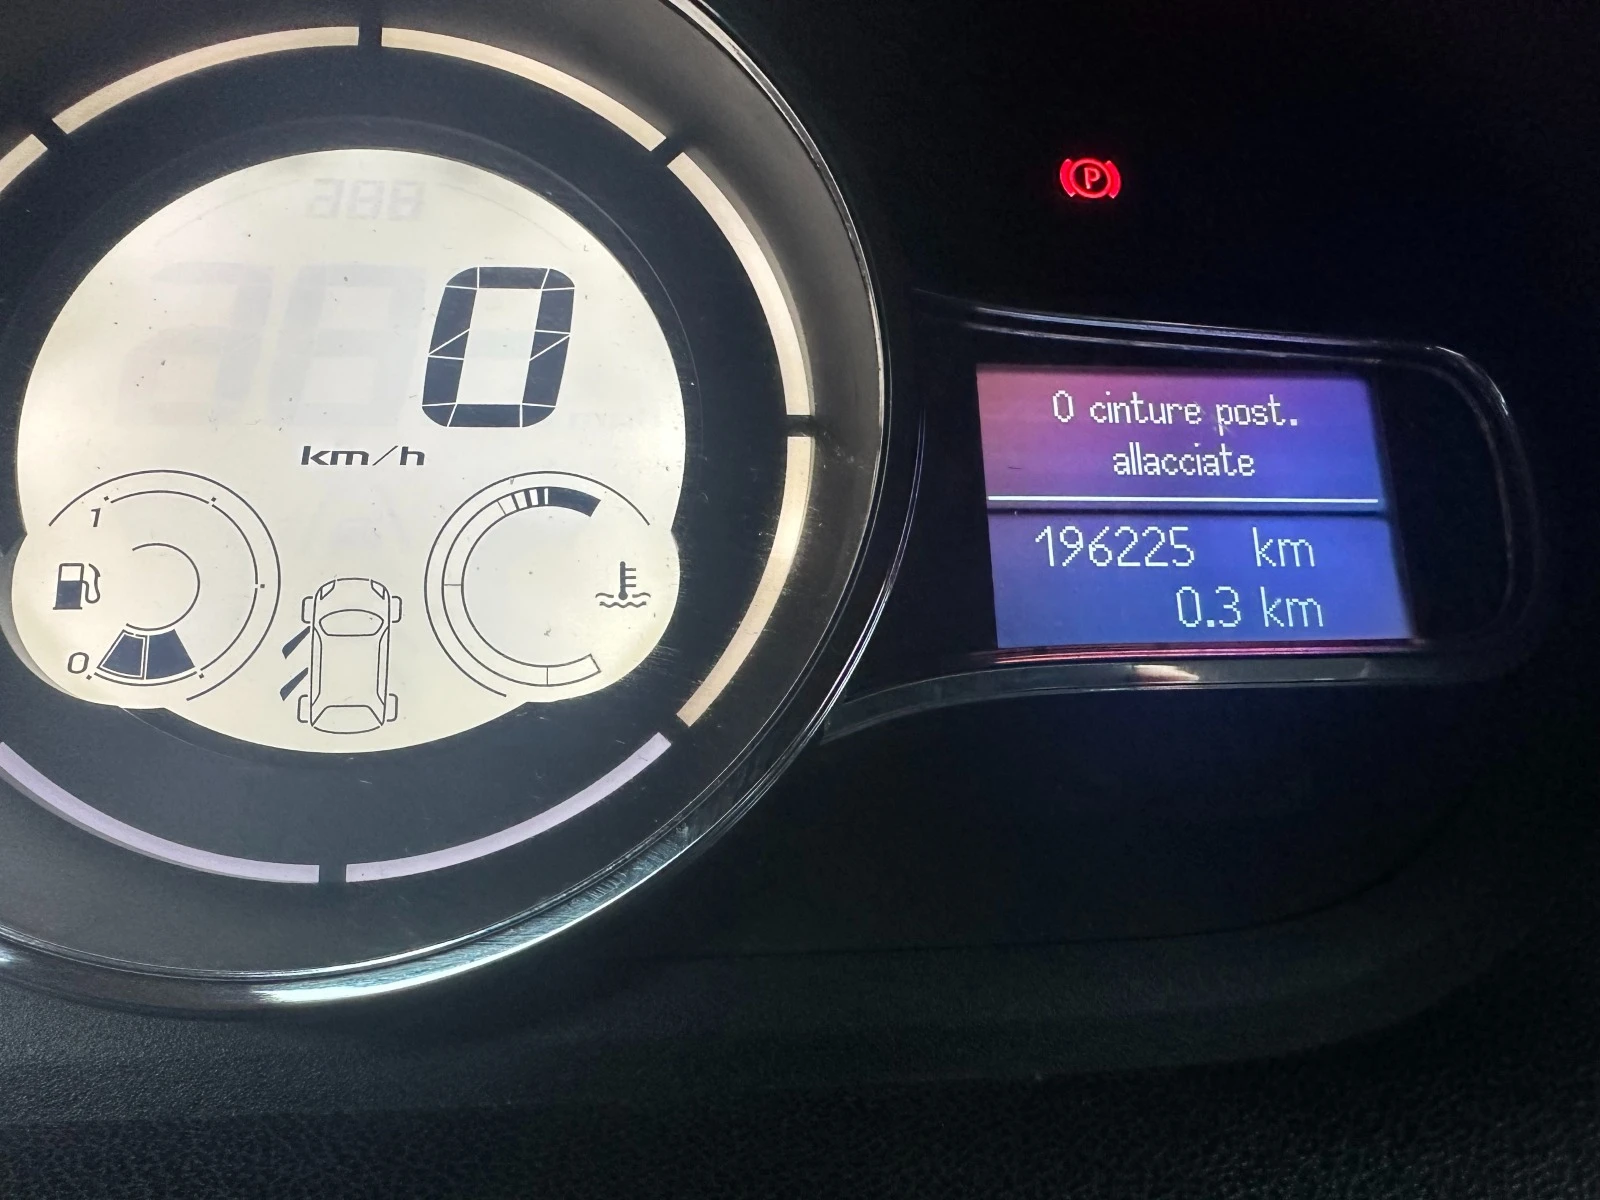 0
km/h
1
0
P
0 cinture post.
allacciate
196225 km
0.3 km